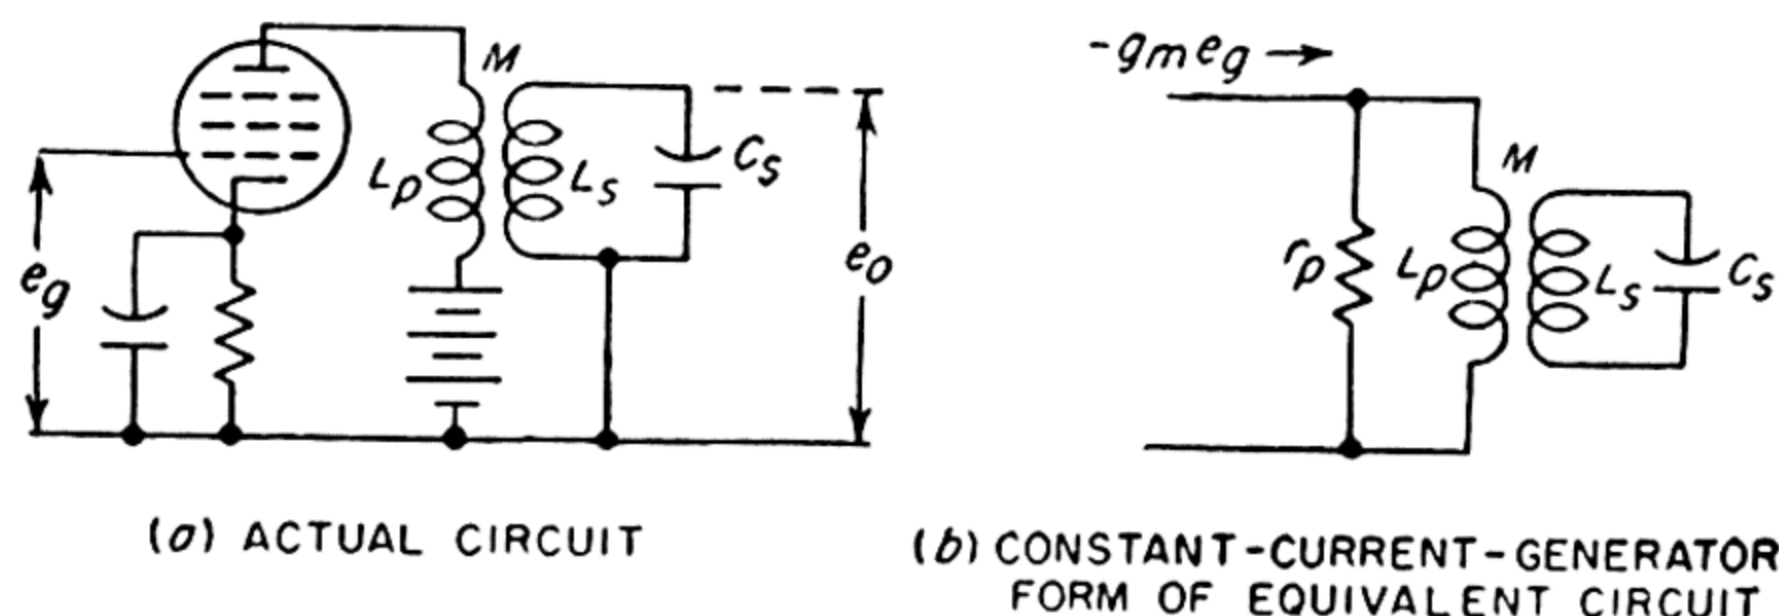 M
Lp
Ls
Cs
eg
eo
(a) ACTUAL CIRCUIT
-gmeg
M
rp
Lp
Ls
Cs
(b) CONSTANT-CURRENT-GENERATOR
FORM OF EQUIVALENT CIRCUIT